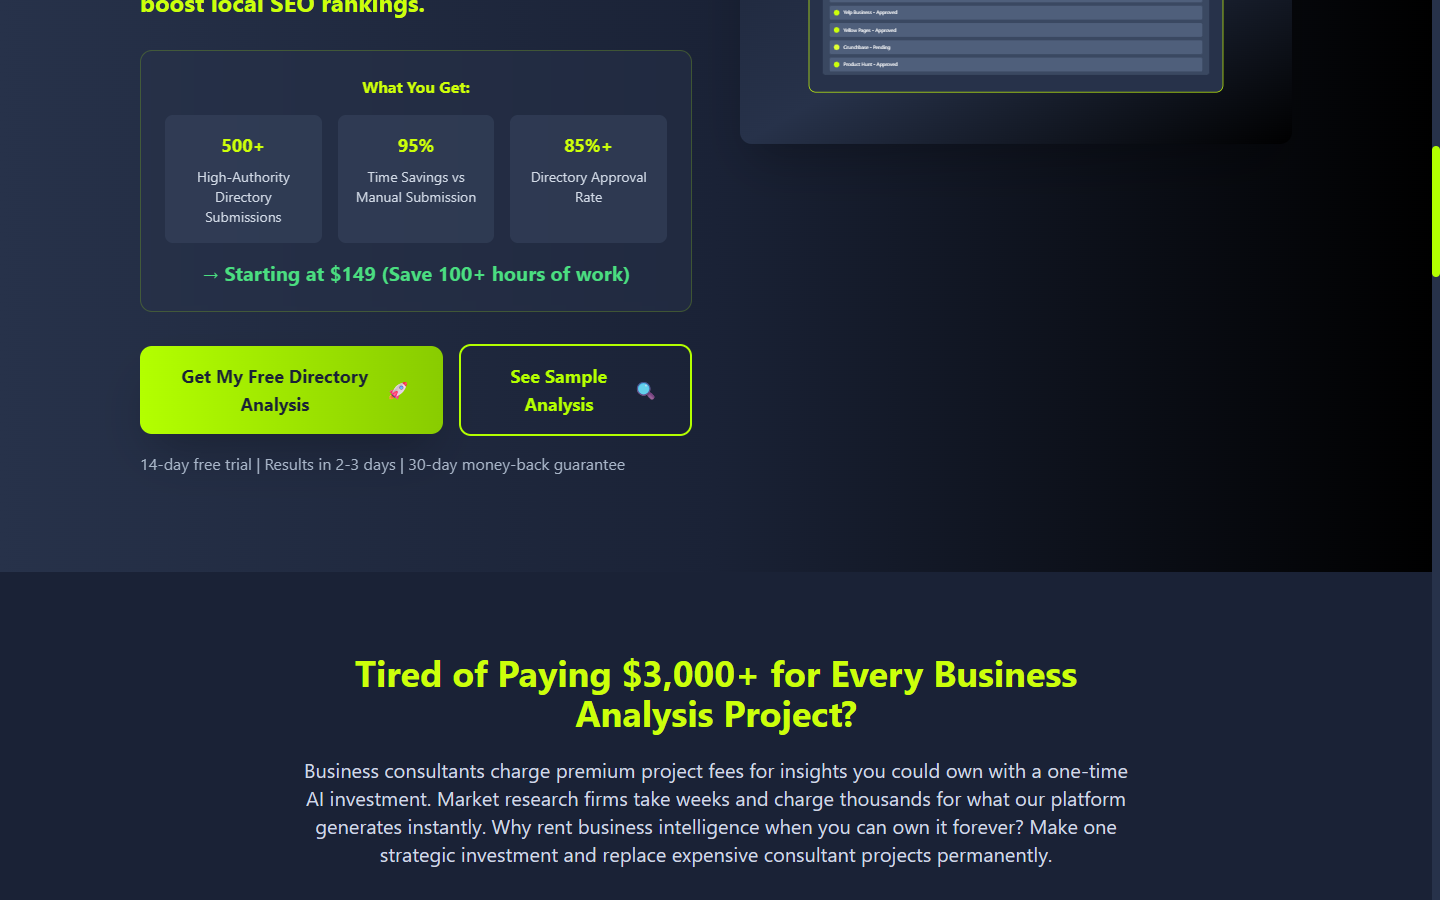 boost local SEO rankings.
What You Get:
500+
High-Authority
Directory
Submissions
95%
Time Savings vs
Manual Submission
85%+
Directory Approval
Rate
→ Starting at $149 (Save 100+ hours of work)
Get My Free Directory
Analysis
See Sample
Analysis
14-day free trial | Results in 2-3 days | 30-day money-back guarantee
Yelp Business - Approved
Yellow Pages - Approved
Crunchbase - Pending
Product Hunt - Approved
Tired of Paying $3,000+ for Every Business
Analysis Project?
Business consultants charge premium project fees for insights you could own with a one-time
AI investment. Market research firms take weeks and charge thousands for what our platform
generates instantly. Why rent business intelligence when you can own it forever? Make one
strategic investment and replace expensive consultant projects permanently.